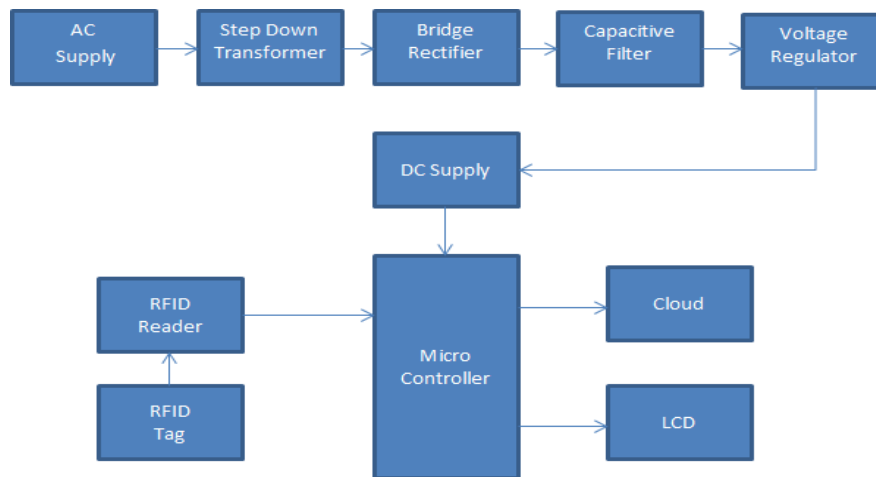 AC
Supply
Step Down
Transformer
Bridge
Rectifier
Capacitive
Filter
Voltage
Regulator
DC Supply
RFID
Reader
RFID
Tag
Micro
Controller
Cloud
LCD